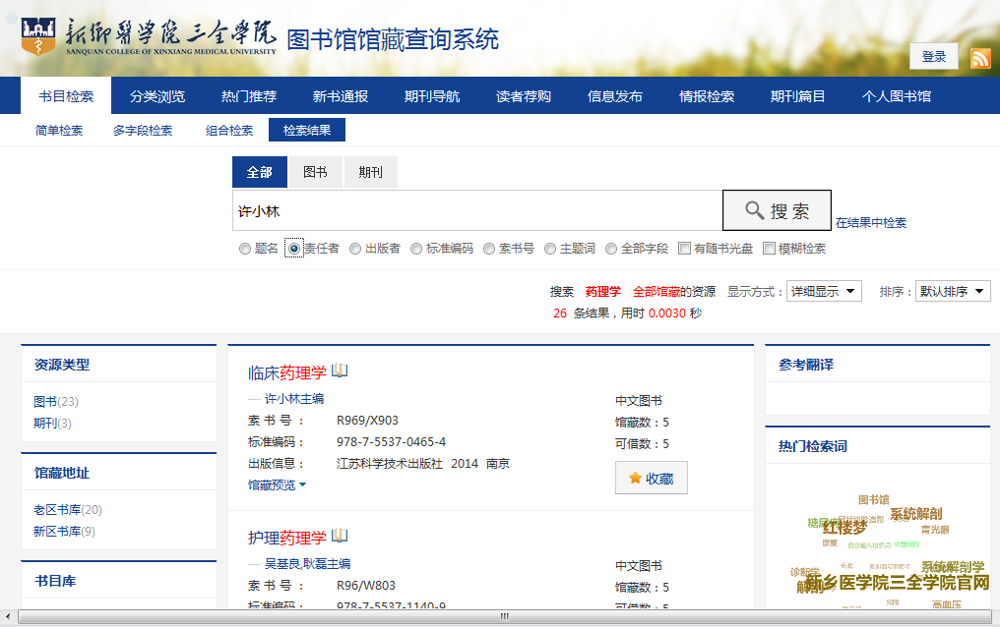 新乡醫学院三全学院
SANQUAN COLLEGE OF XINXIANG MEDICAL UNIVERSITY
图书馆馆藏查询系统
登录
书目检索 分类浏览 热门推荐 新书通报 期刊导航 读者荐购 信息发布 情报检索 期刊篇目 个人图书馆
简单检索 多字段检索 组合检索 检索结果
全部 图书 期刊
许小林
搜 索
在结果中检索
题名 责任者 出版者 标准编码 索书号 主题词 全部字段 有随书光盘 模糊检索
搜索 药理学 全部馆藏的资源 显示方式： 详细显示 排序： 默认排序
26 条结果，用时 0.0030 秒
资源类型
图书(23)
期刊(3)
馆藏地址
老区书库(20)
新区书库(9)
书目库
临床药理学
— 许小林主编
索 书 号 ： R969/X903
标准编码： 978-7-5537-0465-4
出版信息： 江苏科学技术出版社 2014 南京
馆藏预览
中文图书
馆藏数：5
可借数：5
收藏
护理药理学
— 吴基良,耿磊主编
索 书 号 ： R96/W803
标准编码： 978-7-5537-1140-9
中文图书
馆藏数：5
可借数：5
参考翻译
热门检索词
图书馆
系统解剖
红楼梦
青光眼
康复
请你输入检索词
中国知网
系统解剖学
诊断学
新乡医学院三全学院官网
解剖
知网
高血压